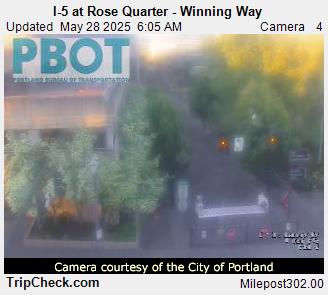 I-5 at Rose Quarter - Winning Way
Updated May 28 2025 6:05 AM Camera 4
PBOT
PORTLAND BUREAU OF TRANSPORTATION
Camera courtesy of the City of Portland
TripCheck.com Milepost302.00